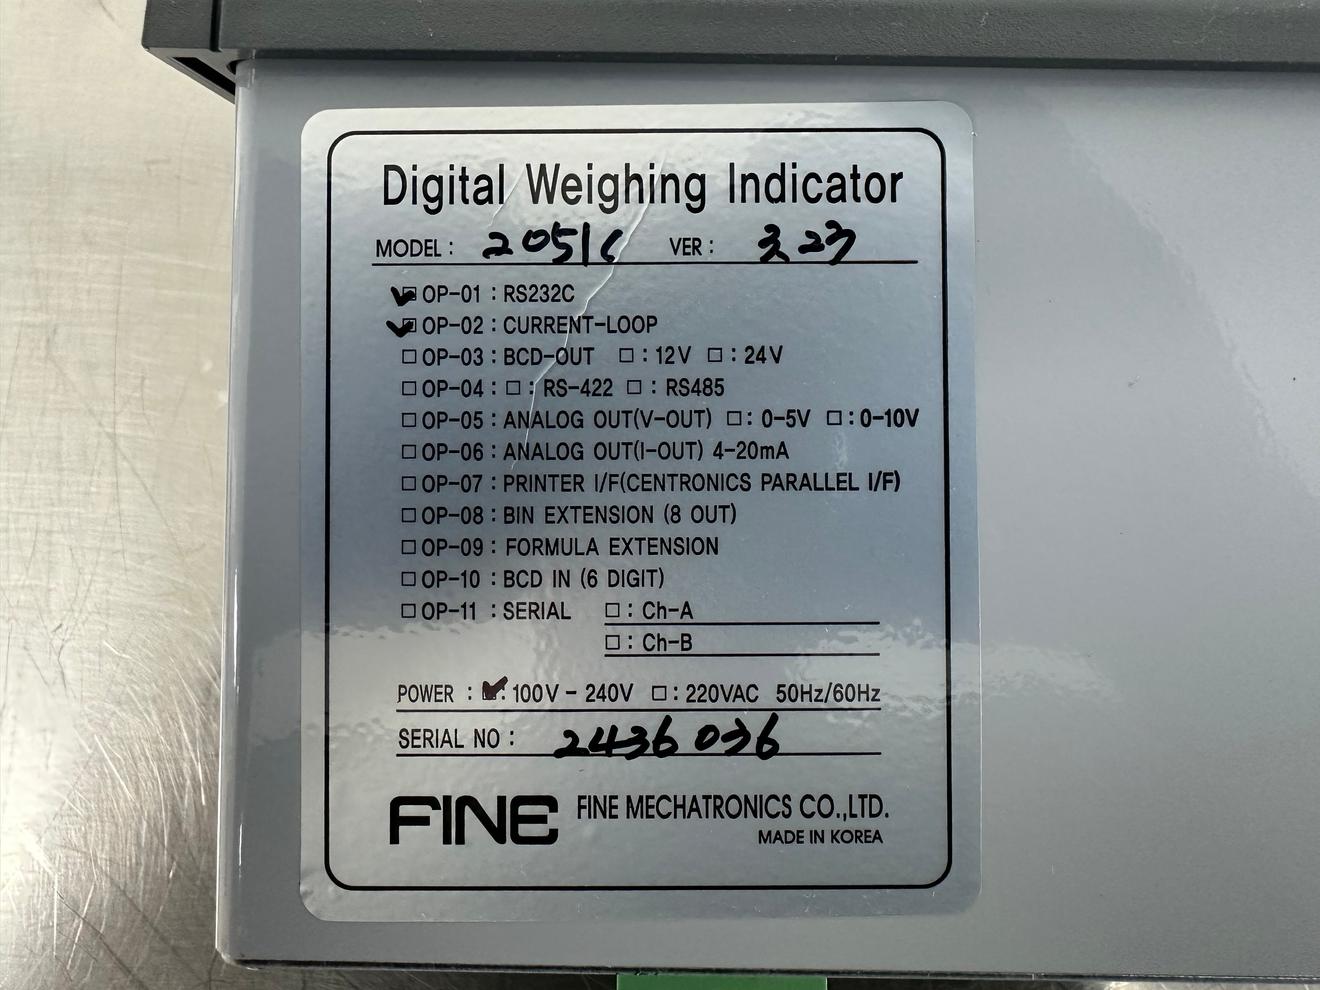 Digital Weighing Indicator
MODEL : 2051C VER : 3.23
☑ OP-01 : RS232C
☑ OP-02 : CURRENT-LOOP
□ OP-03 : BCD-OUT □ : 12V □ : 24V
□ OP-04 : □ : RS-422 □ : RS485
□ OP-05 : ANALOG OUT(V-OUT) □ : 0-5V □ : 0-10V
□ OP-06 : ANALOG OUT(I-OUT) 4-20mA
□ OP-07 : PRINTER I/F(CENTRONICS PARALLEL I/F)
□ OP-08 : BIN EXTENSION (8 OUT)
□ OP-09 : FORMULA EXTENSION
□ OP-10 : BCD IN (6 DIGIT)
□ OP-11 : SERIAL □ : Ch-A
□ : Ch-B
POWER : ☑ : 100V - 240V □ : 220VAC 50Hz/60Hz
SERIAL NO : 2436036
FINE FINE MECHATRONICS CO.,LTD.
MADE IN KOREA